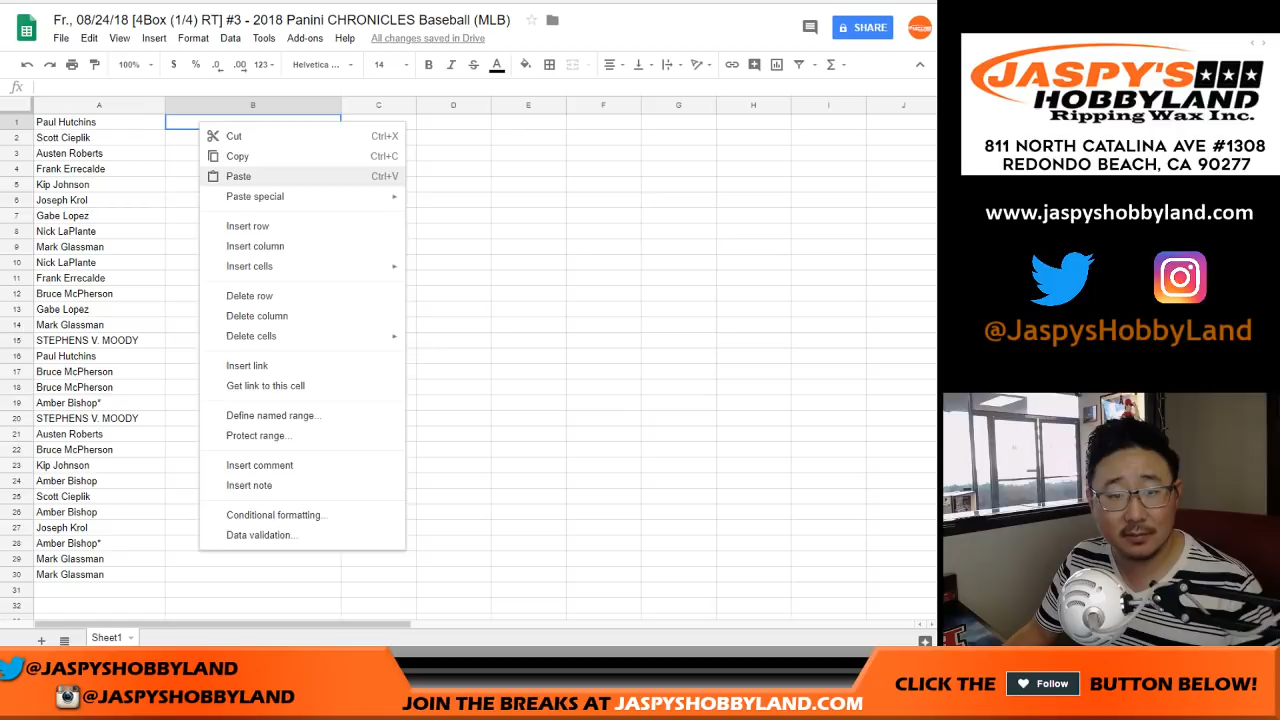 Fr., 08/24/18 [4Box (1/4) RT] #3 - 2018 Panini CHRONICLES Baseball (MLB)
SHARE
File Edit View Insert Format Data Tools Add-ons Help All changes saved in Drive
100% $ % .0 .00 123 Helvetica ... 14 B I S A
fx
A B C D E F G H I J
1 Paul Hutchins
2 Scott Cieplik
3 Austen Roberts
4 Frank Errecalde
5 Kip Johnson
6 Joseph Krol
7 Gabe Lopez
8 Nick LaPlante
9 Mark Glassman
10 Nick LaPlante
11 Frank Errecalde
12 Bruce McPherson
13 Gabe Lopez
14 Mark Glassman
15 STEPHENS V. MOODY
16 Paul Hutchins
17 Bruce McPherson
18 Bruce McPherson
19 Amber Bishop*
20 STEPHENS V. MOODY
21 Austen Roberts
22 Bruce McPherson
23 Kip Johnson
24 Amber Bishop
25 Scott Cieplik
26 Amber Bishop
27 Joseph Krol
28 Amber Bishop*
29 Mark Glassman
30 Mark Glassman
31
32
Cut Ctrl+X
Copy Ctrl+C
Paste Ctrl+V
Paste special
Insert row
Insert column
Insert cells
Delete row
Delete column
Delete cells
Insert link
Get link to this cell
Define named range...
Protect range...
Insert comment
Insert note
Conditional formatting...
Data validation...
Sheet1
JASPY'S
HOBBYLAND
Ripping Wax Inc.
811 NORTH CATALINA AVE #1308
REDONDO BEACH, CA 90277
www.jaspyshobbyland.com
@JaspysHobbyLand
@JASPYSHOBBYLAND
@JASPYSHOBBYLAND
JOIN THE BREAKS AT JASPYSHOBBYLAND.COM
CLICK THE Follow BUTTON BELOW!